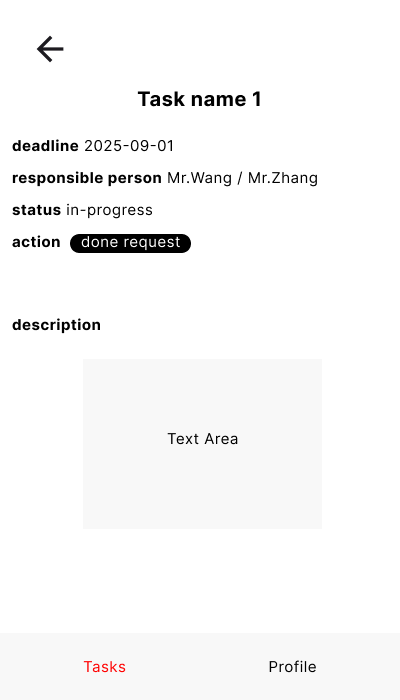 Task name 1
deadline 2025-09-01
responsible person Mr.Wang / Mr.Zhang
status in-progress
action done request
description
Text Area
Tasks Profile